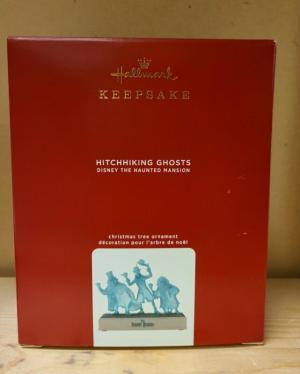 Hallmark
KEEPSAKE
HITCHHIKING GHOSTS
DISNEY THE HAUNTED MANSION
christmas tree ornament
décoration pour l'arbre de noël